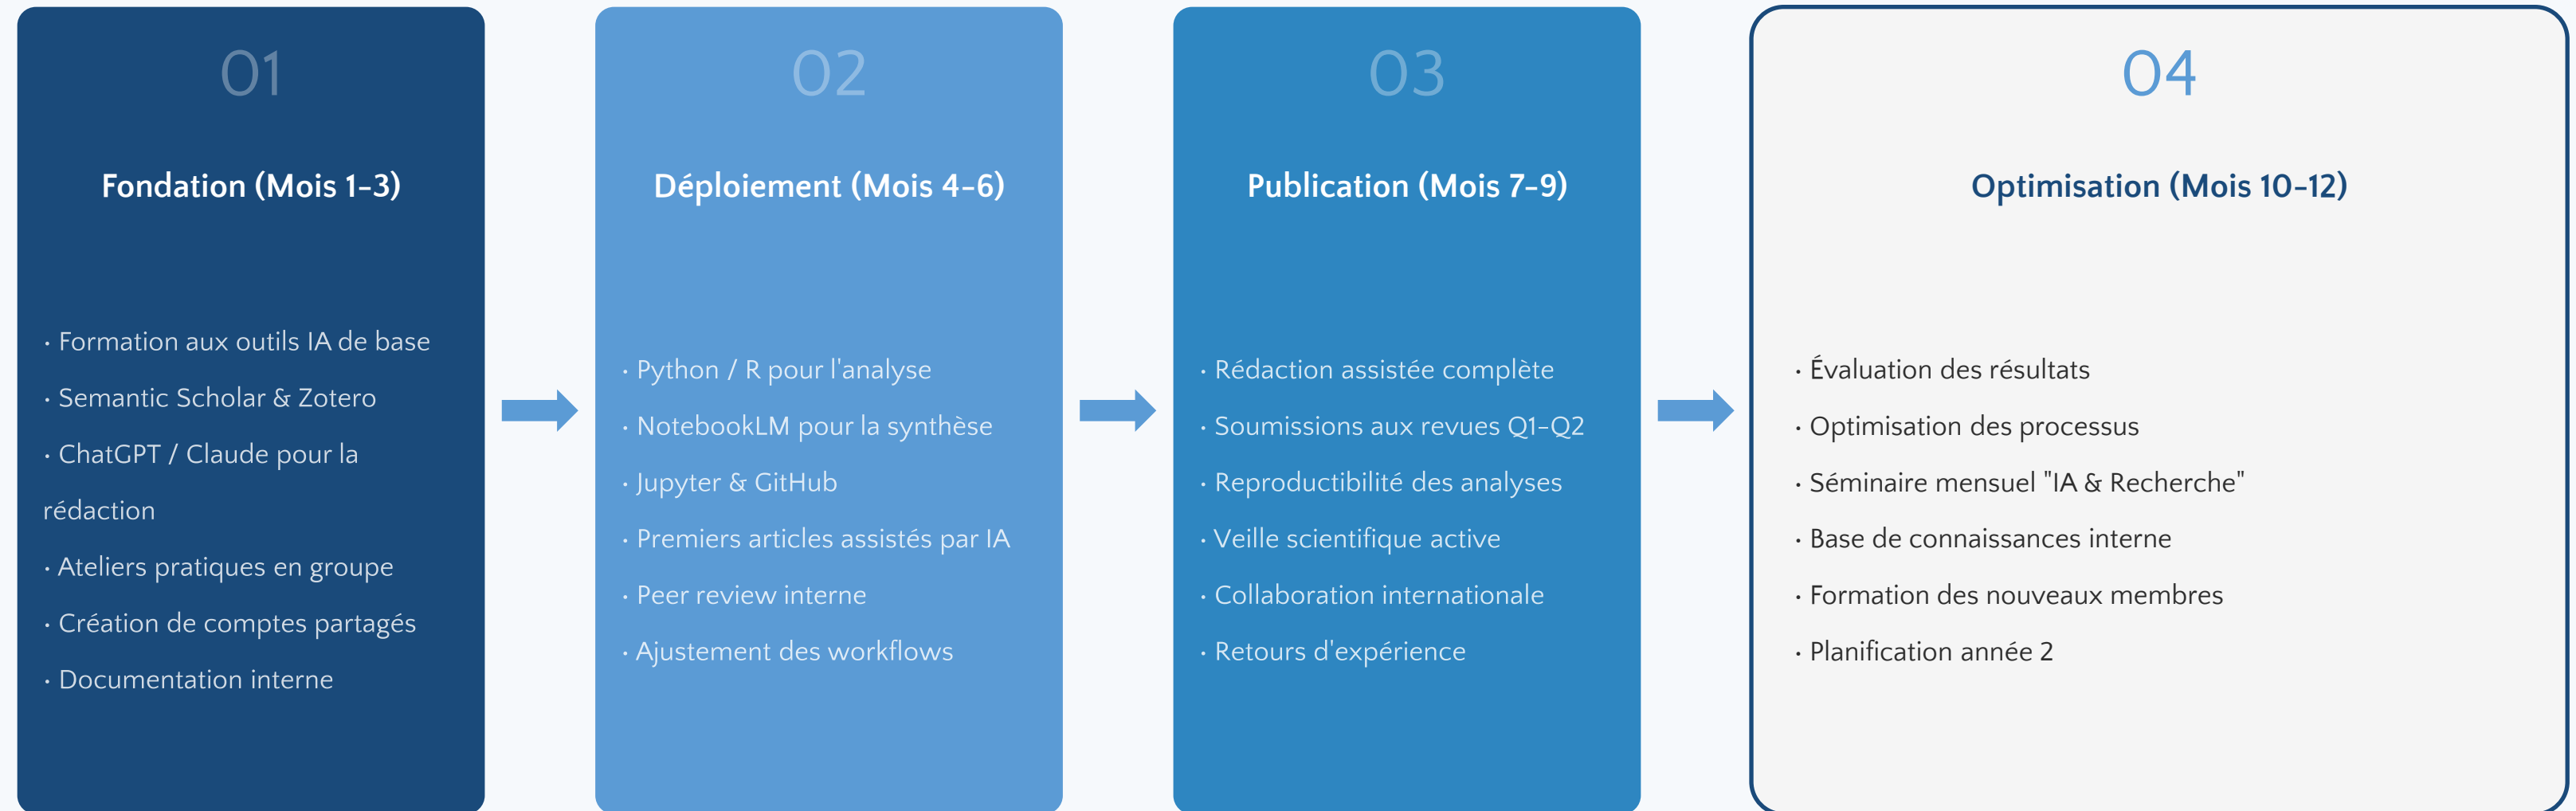 01
Fondation (Mois 1-3)
· Formation aux outils IA de base
· Semantic Scholar & Zotero
· ChatGPT / Claude pour la
rédaction
· Ateliers pratiques en groupe
· Création de comptes partagés
· Documentation interne
02
Déploiement (Mois 4-6)
· Python / R pour l'analyse
· NotebookLM pour la synthèse
· Jupyter & GitHub
· Premiers articles assistés par IA
· Peer review interne
· Ajustement des workflows
03
Publication (Mois 7-9)
· Rédaction assistée complète
· Soumissions aux revues Q1-Q2
· Reproductibilité des analyses
· Veille scientifique active
· Collaboration internationale
· Retours d'expérience
04
Optimisation (Mois 10-12)
· Évaluation des résultats
· Optimisation des processus
· Séminaire mensuel "IA & Recherche"
· Base de connaissances interne
· Formation des nouveaux membres
· Planification année 2